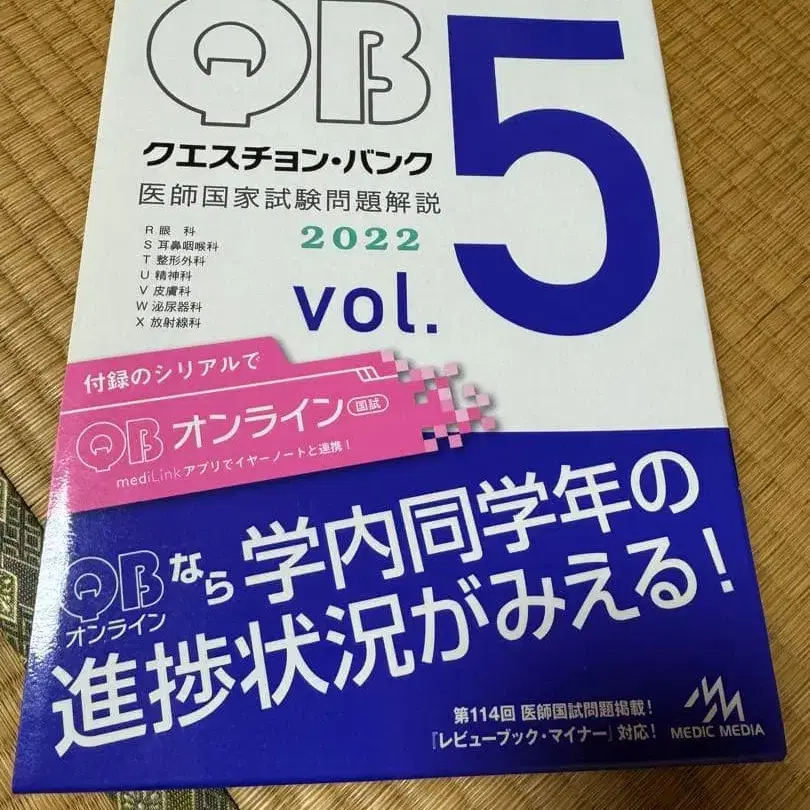 QB
5
クエスチョン・バンク
医師国家試験問題解説
2022
R 眼 科
S 耳鼻咽喉科
T 整形外科
U 精神科
V 皮膚科
W 泌尿器科
X 放射線科
vol.
付録のシリアルで
QB オンライン 国試
mediLinkアプリでイヤーノートと連携!
QBオンライン なら 学内同学年の
進捗状況がみえる!
第114回 医師国試問題掲載!
『レビューブック・マイナー』対応!
MEDIC MEDIA